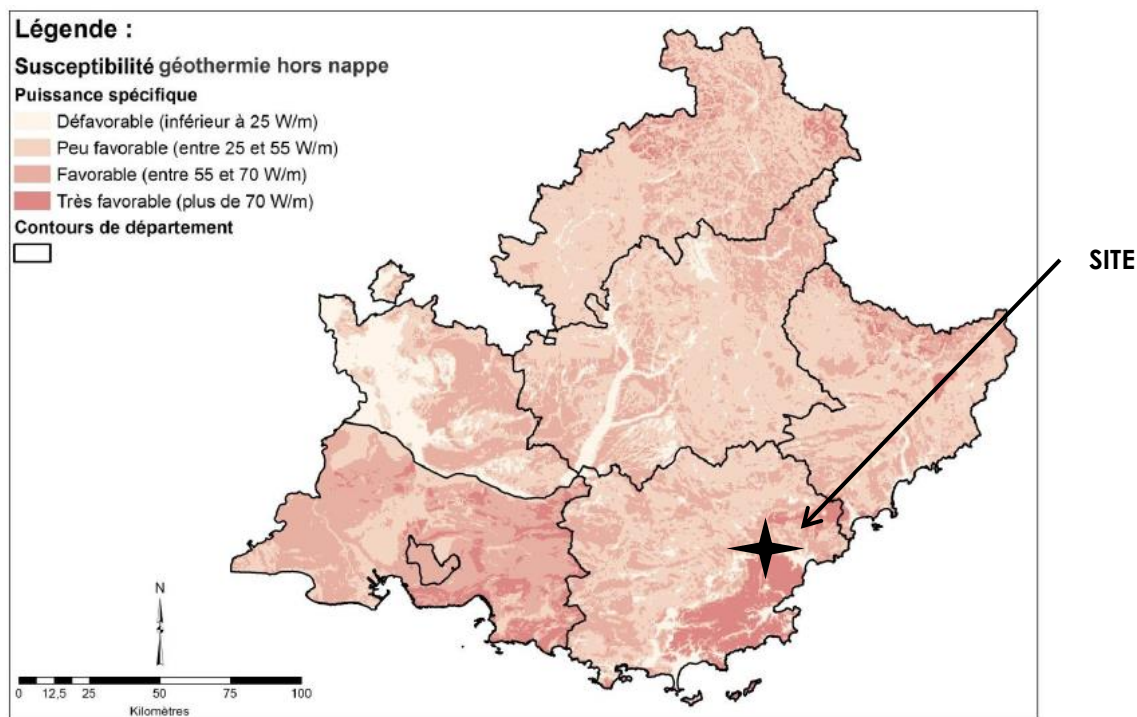 Légende :
Susceptibilité géothermie hors nappe
Puissance spécifique
Défavorable (inférieur à 25 W/m)
Peu favorable (entre 25 et 55 W/m)
Favorable (entre 55 et 70 W/m)
Très favorable (plus de 70 W/m)
Contours de département
SITE
N
0 12,5 25 50 75 100
Kilomètres